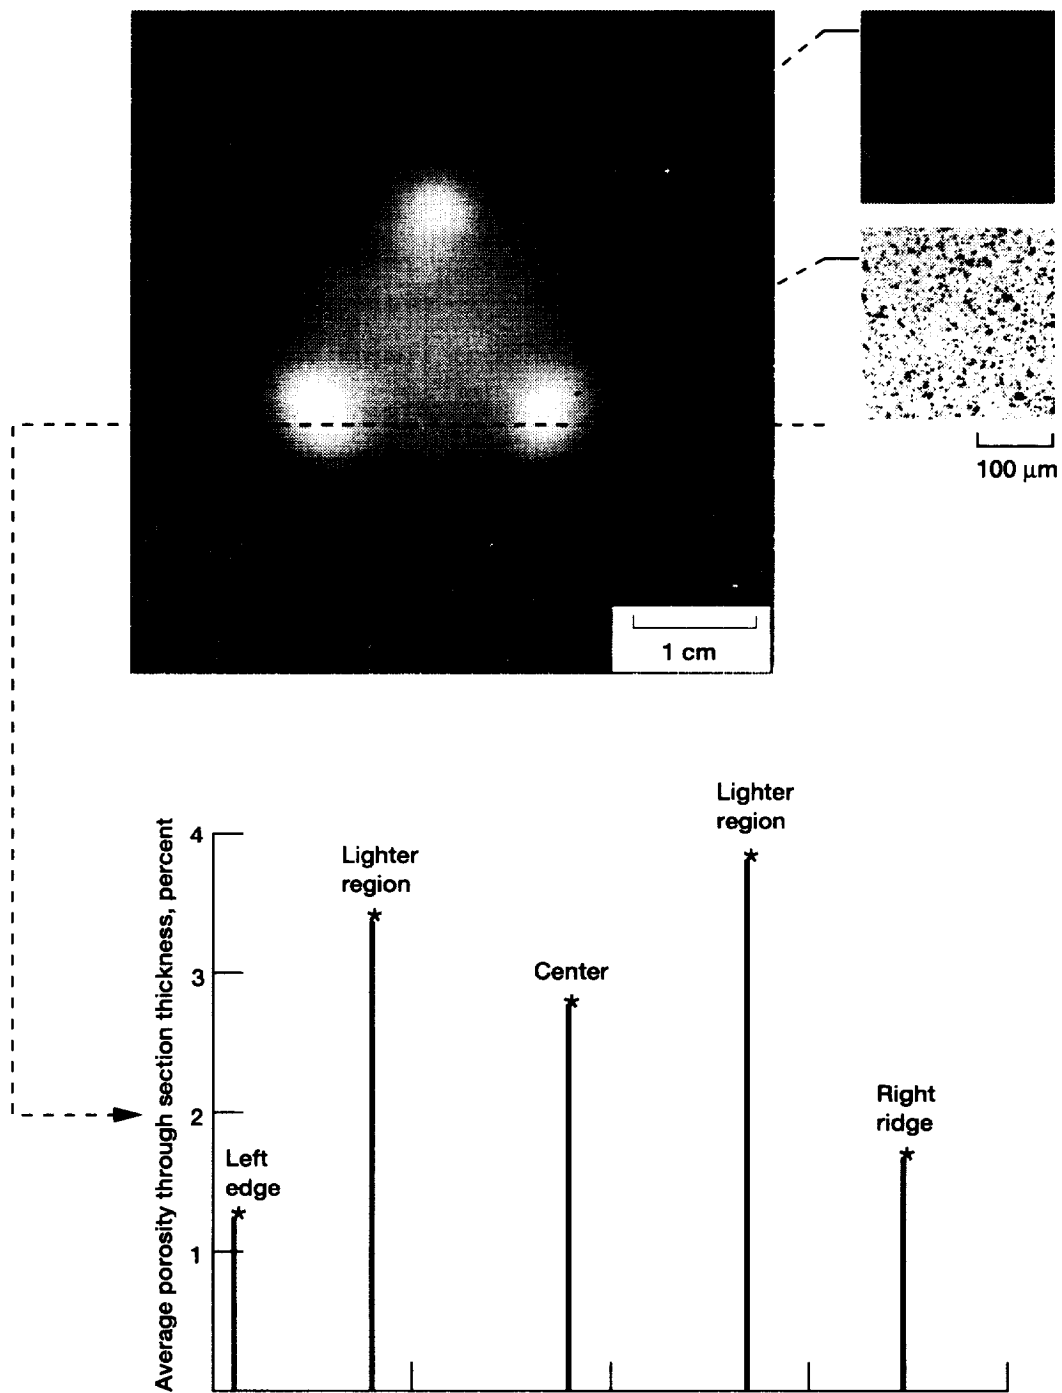 100 μm
1 cm
Average porosity through section thickness, percent
4
3
2
1
Left
edge
Lighter
region
Center
Lighter
region
Right
ridge